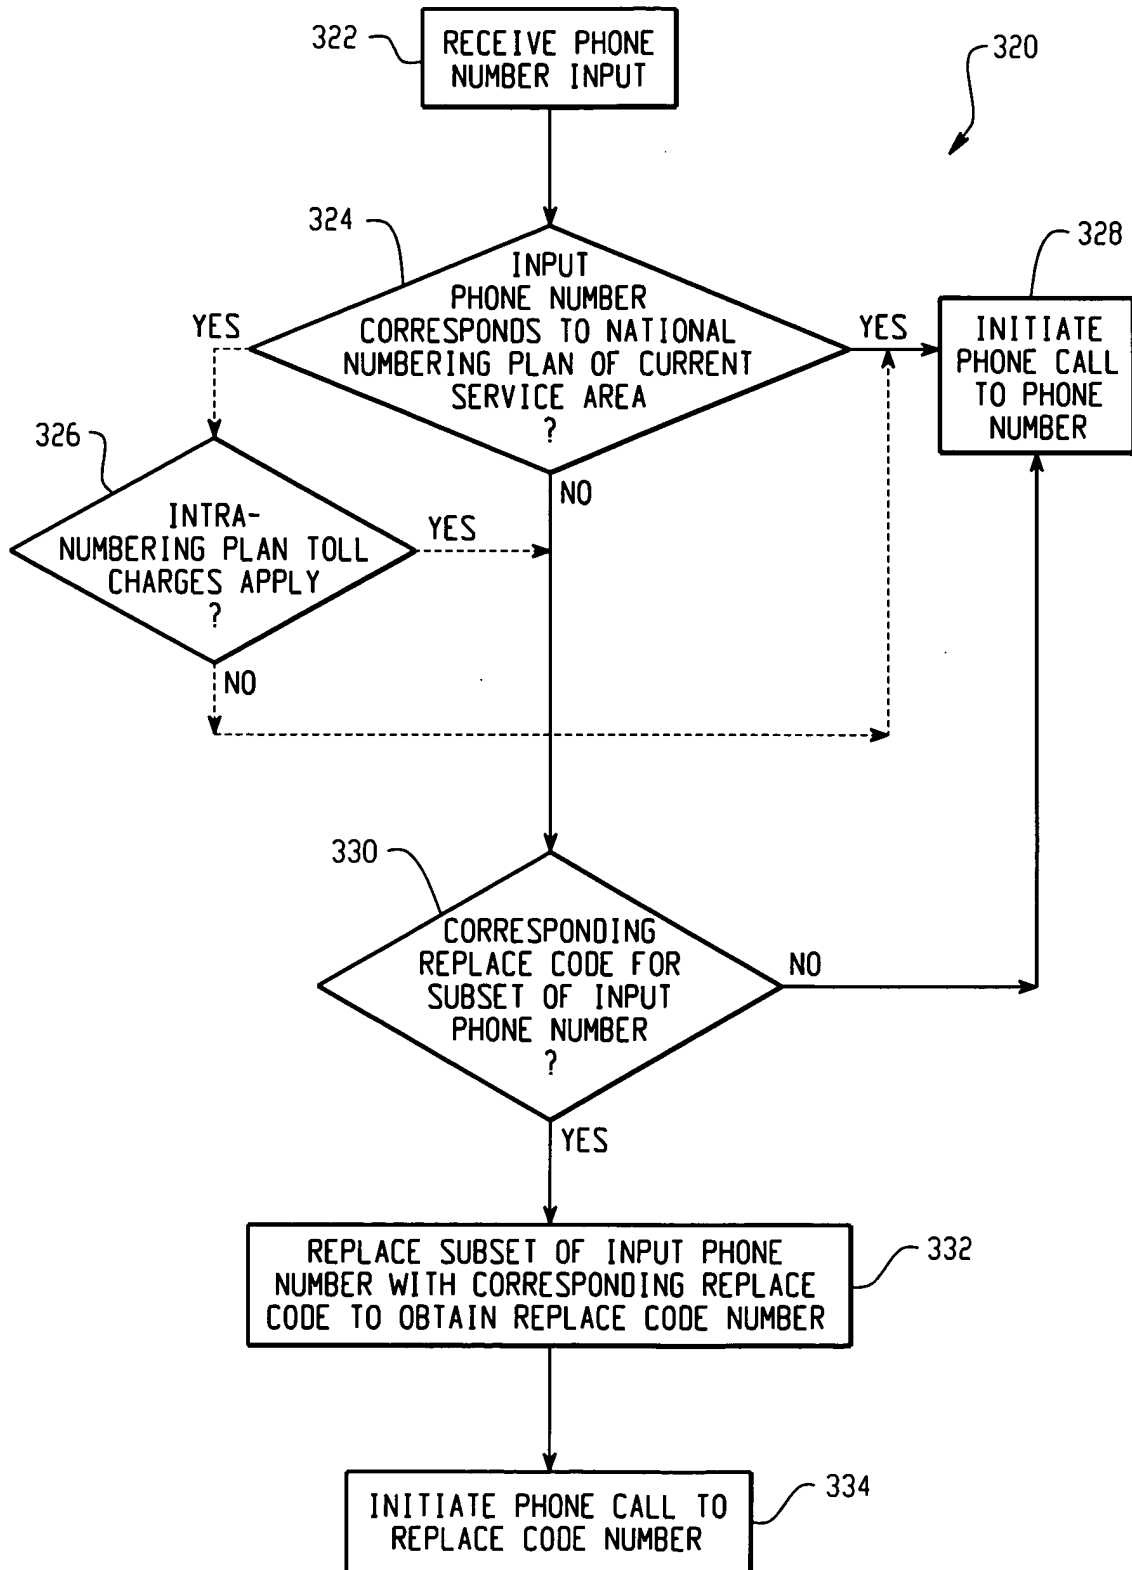 322
RECEIVE PHONE
NUMBER INPUT
320
324
INPUT
PHONE NUMBER
CORRESPONDS TO NATIONAL
NUMBERING PLAN OF CURRENT
SERVICE AREA
?
YES
YES
NO
328
INITIATE
PHONE CALL
TO PHONE
NUMBER
326
INTRA-
NUMBERING PLAN TOLL
CHARGES APPLY
?
YES
NO
330
CORRESPONDING
REPLACE CODE FOR
SUBSET OF INPUT
PHONE NUMBER
?
NO
YES
REPLACE SUBSET OF INPUT PHONE
NUMBER WITH CORRESPONDING REPLACE
CODE TO OBTAIN REPLACE CODE NUMBER
332
INITIATE PHONE CALL TO
REPLACE CODE NUMBER
334